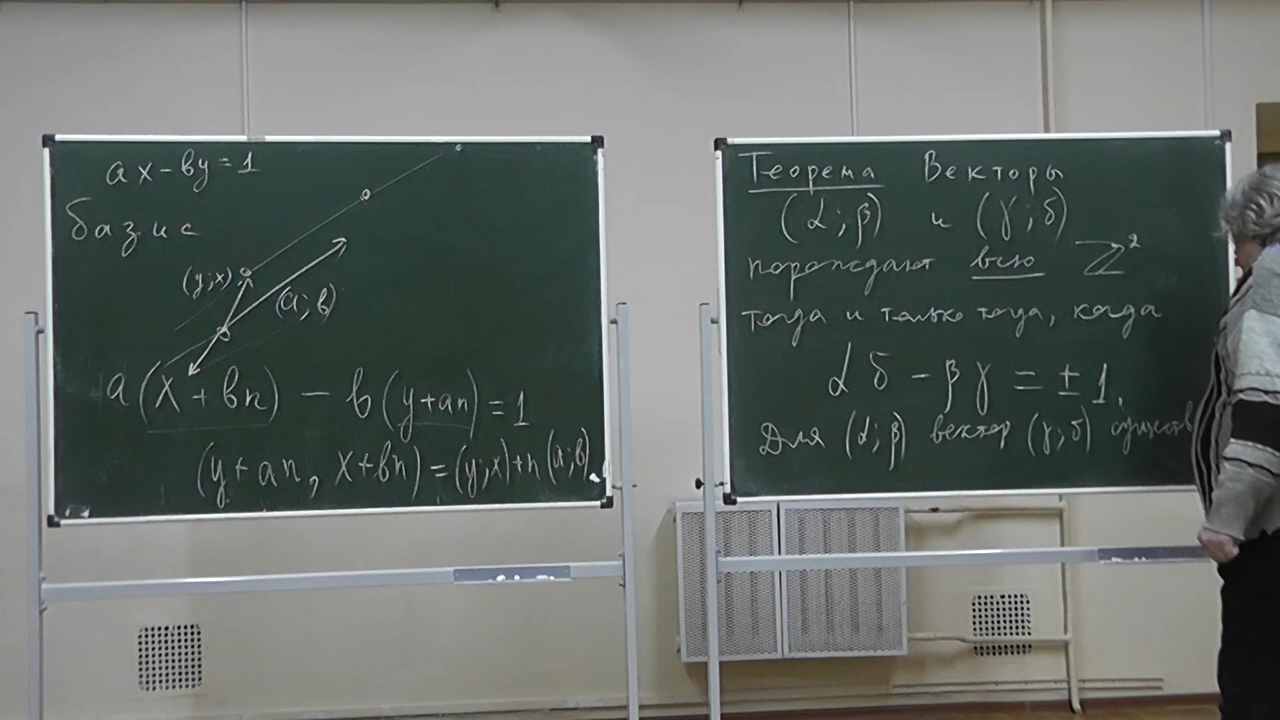 ax - by = 1
базис
(y;x)
(a;b)
a(x+bn) - b(y+an) = 1
(y+an, x+bn) = (y;x)+n(a;b)
Теорема Векторы
(α;β) и (γ;δ)
порождают всю ℤ²
тогда и только тогда, когда
αδ - βγ = ±1.
Для (α;β) вектор (γ;δ) существ